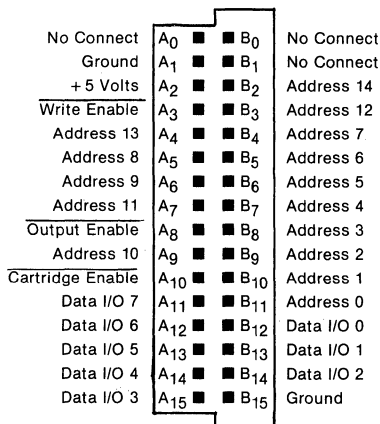 No Connect A0 B0 No Connect
Ground A1 B1 No Connect
+5 Volts A2 B2 Address 14
Write Enable A3 B3 Address 12
Address 13 A4 B4 Address 7
Address 8 A5 B5 Address 6
Address 9 A6 B6 Address 5
Address 11 A7 B7 Address 4
Output Enable A8 B8 Address 3
Address 10 A9 B9 Address 2
Cartridge Enable A10 B10 Address 1
Data I/O 7 A11 B11 Address 0
Data I/O 6 A12 B12 Data I/O 0
Data I/O 5 A13 B13 Data I/O 1
Data I/O 4 A14 B14 Data I/O 2
Data I/O 3 A15 B15 Ground